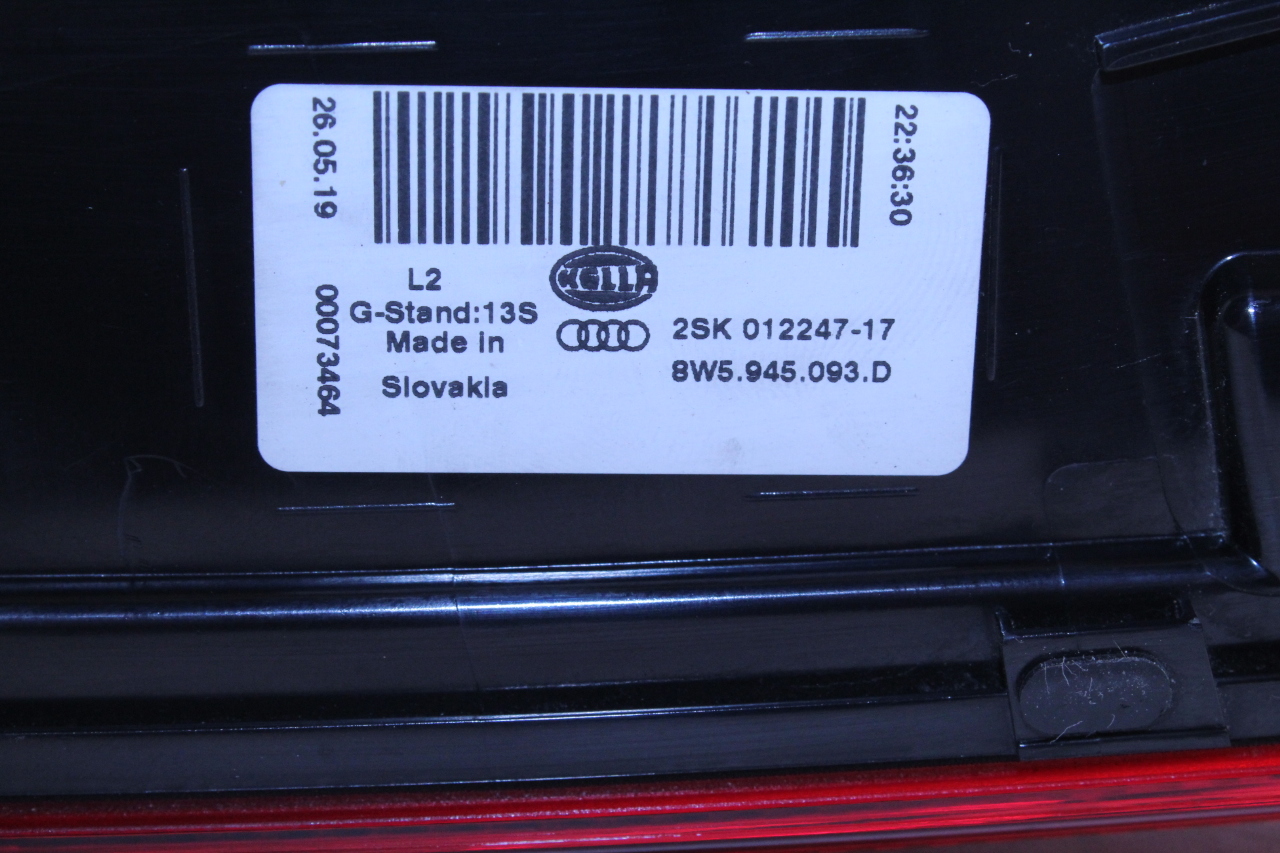 26.05.19
00073464
22:36:30
L2
G-Stand:13S
Made in
Slovakia
HELLA
2SK 012247-17
8W5.945.093.D